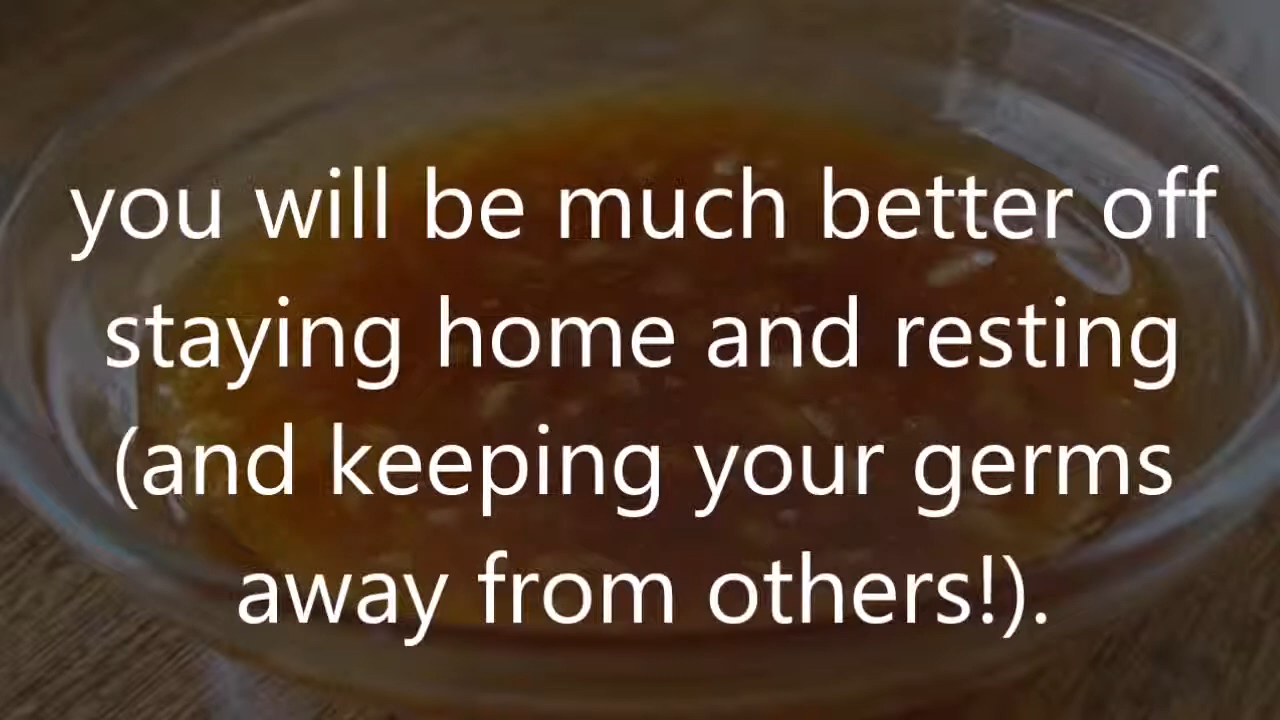 you will be much better off
staying home and resting
(and keeping your germs
away from others!).